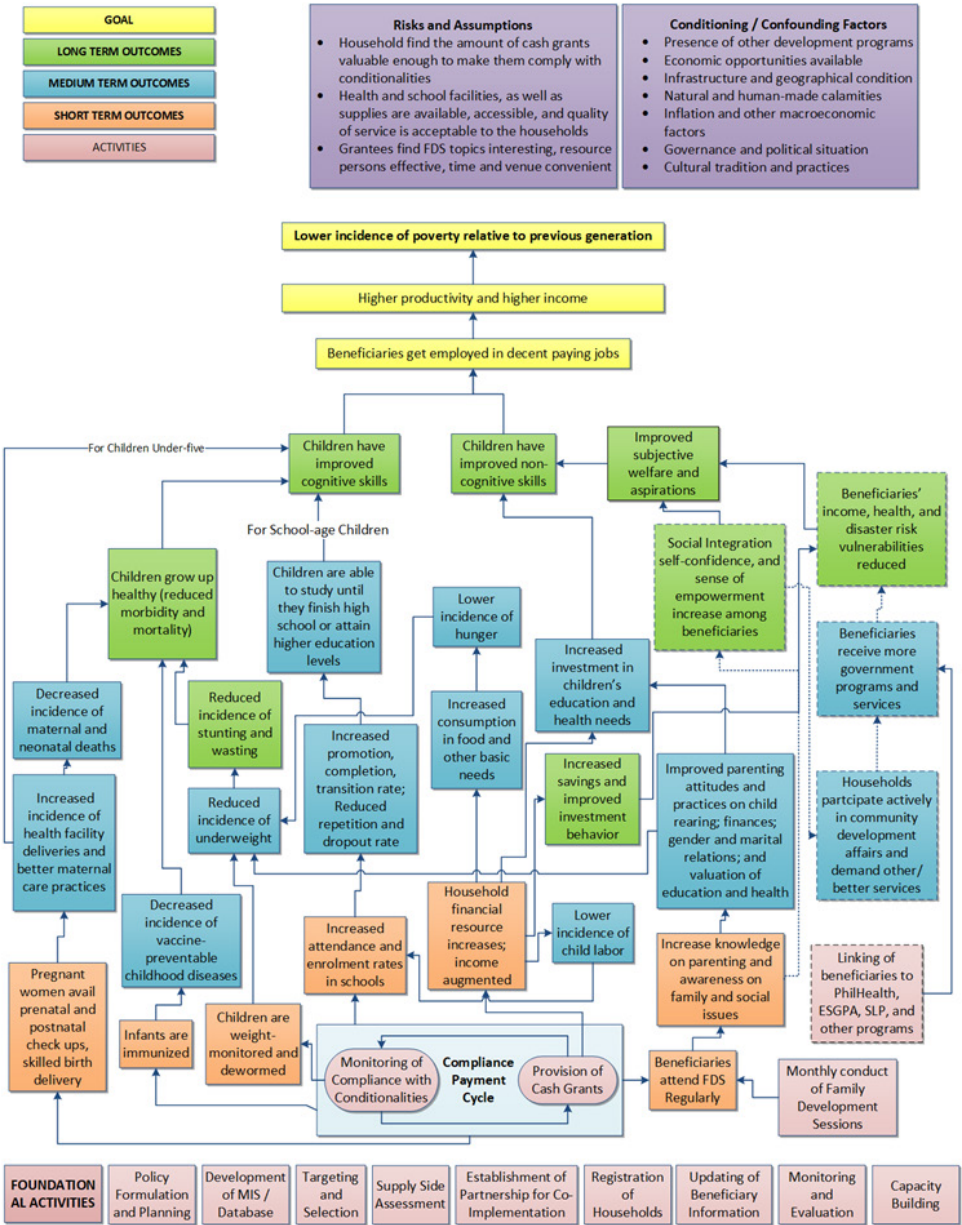 GOAL
LONG TERM OUTCOMES
MEDIUM TERM OUTCOMES
SHORT TERM OUTCOMES
ACTIVITIES
Risks and Assumptions
• Household find the amount of cash grants
valuable enough to make them comply with
conditionalities
• Health and school facilities, as well as
supplies are available, accessible, and quality
of service is acceptable to the households
• Grantees find FDS topics interesting, resource
persons effective, time and venue convenient
Conditioning / Confounding Factors
• Presence of other development programs
• Economic opportunities available
• Infrastructure and geographical condition
• Natural and human-made calamities
• Inflation and other macroeconomic
factors
• Governance and political situation
• Cultural tradition and practices
Lower incidence of poverty relative to previous generation
Higher productivity and higher income
Beneficiaries get employed in decent paying jobs
For Children Under-five
Children have
improved
cognitive skills
Children have
improved non-
cognitive skills
Improved
subjective
welfare and
aspirations
Beneficiaries'
income, health, and
disaster risk
vulnerabilities
reduced
For School-age Children
Children grow up
healthy (reduced
morbidity and
mortality)
Children are able
to study until
they finish high
school or attain
higher education
levels
Lower
incidence of
hunger
Social Integration
self-confidence, and
sense of
empowerment
increase among
beneficiaries
Beneficiaries
receive more
government
programs and
services
Decreased
incidence of
maternal and
neonatal deaths
Reduced
incidence of
stunting and
wasting
Increased
promotion,
completion,
transition rate;
Reduced
repetition and
dropout rate
Increased
consumption
in food and
other basic
needs
Increased
investment in
children's
education and
health needs
Increased
savings and
improved
investment
behavior
Improved parenting
attitudes and
practices on child
rearing; finances;
gender and marital
relations; and
valuation of
education and health
Households
partcipate actively
in community
development
affairs and
demand other/
better services
Increased
incidence of
health facility
deliveries and
better maternal
care practices
Reduced
incidence of
underweight
Decreased
incidence of
vaccine-
preventable
childhood diseases
Increased
attendance and
enrolment rates
in schools
Household
financial
resource
increases;
income
augmented
Lower
incidence of
child labor
Increase knowledge
on parenting and
awareness on
family and social
issues
Linking of
beneficiaries to
PhilHealth,
ESGPA, SLP, and
other programs
Pregnant
women avail
prenatal and
postnatal
check ups,
skilled birth
delivery
Infants are
immunized
Children are
weight-
monitored and
dewormed
Monitoring of
Compliance with
Conditionalities
Compliance
Payment
Cycle
Provision of
Cash Grants
Beneficiaries
attend FDS
Regularly
Monthly
conduct of
Family
Development
Sessions
FOUNDATION
AL ACTIVITIES
Policy
Formulation
and Planning
Development
of MIS /
Database
Targeting
and
Selection
Supply Side
Assessment
Establishment of
Partnership for Co-
Implementation
Registration
of
Households
Updating of
Beneficiary
Information
Monitoring
and
Evaluation
Capacity
Building